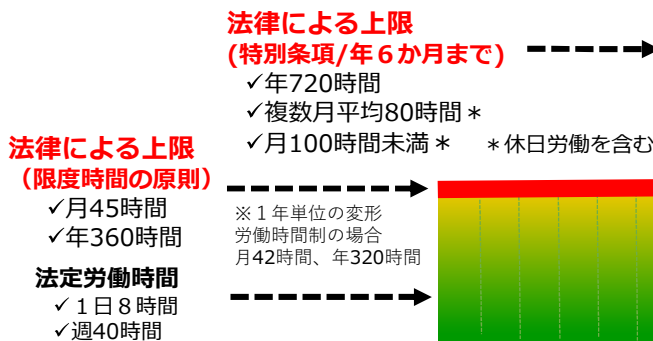 法律による上限
(特別条項/年６か月まで)
✓年720時間
✓複数月平均80時間＊
✓月100時間未満＊ ＊休日労働を含む
法律による上限
（限度時間の原則）
✓月45時間
✓年360時間
※１年単位の変形
労働時間制の場合
月42時間、年320時間
法定労働時間
✓１日８時間
✓週40時間